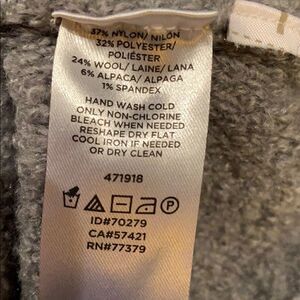 37% NYLON/ NILÓN
32% POLYESTER/
POLIÉSTER
24% WOOL/ LAINE/ LANA
6% ALPACA/ ALPAGA
1% SPANDEX
HAND WASH COLD
ONLY NON-CHLORINE
BLEACH WHEN NEEDED
RESHAPE DRY FLAT
COOL IRON IF NEEDED
OR DRY CLEAN
471918
P
ID#70279
CA#57421
RN#77379